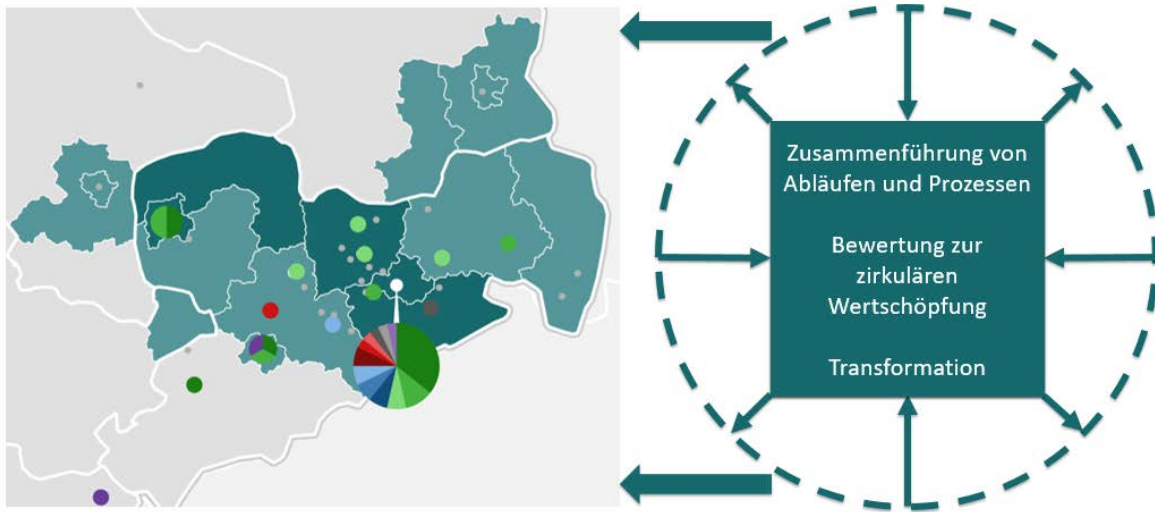 Zusammenführung von
Abläufen und Prozessen
Bewertung zur
zirkulären
Wertschöpfung
Transformation